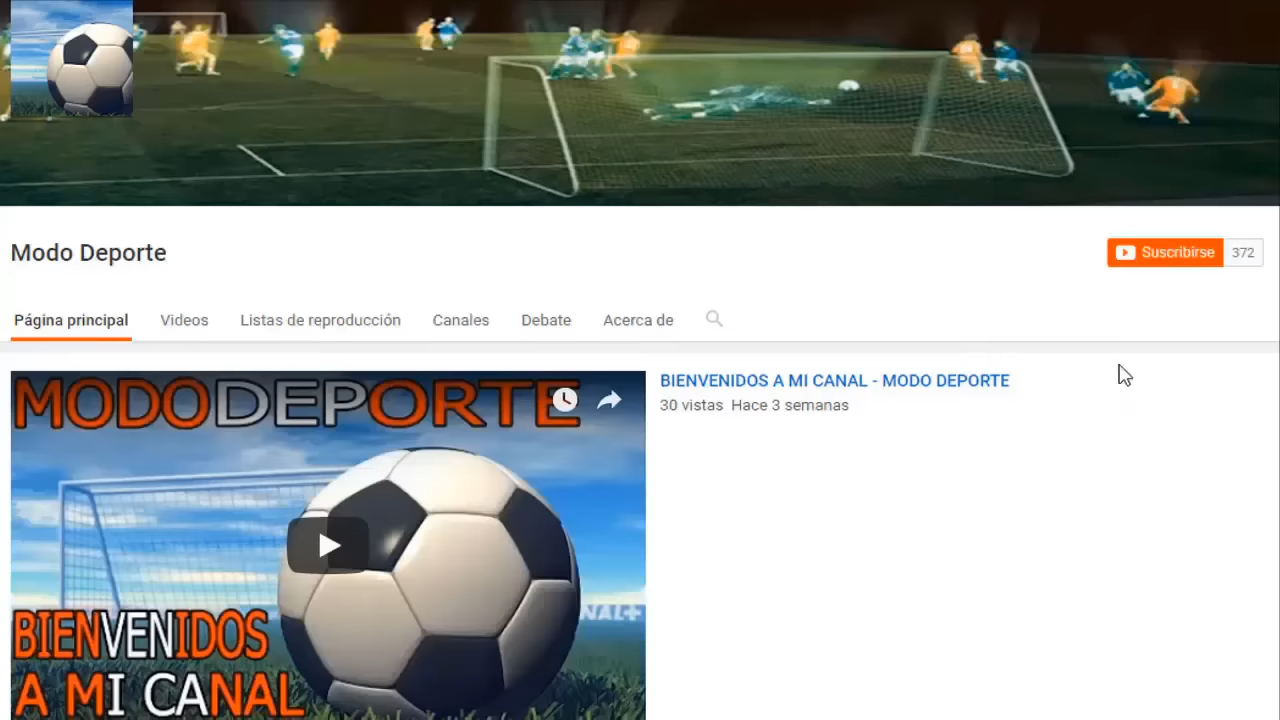 Modo Deporte
Suscribirse 372
Página principal Videos Listas de reproducción Canales Debate Acerca de
MODODEPORTE
BIENVENIDOS A MI CANAL - MODO DEPORTE
30 vistas Hace 3 semanas
NAL+
BIENVENIDOS
A MI CANAL